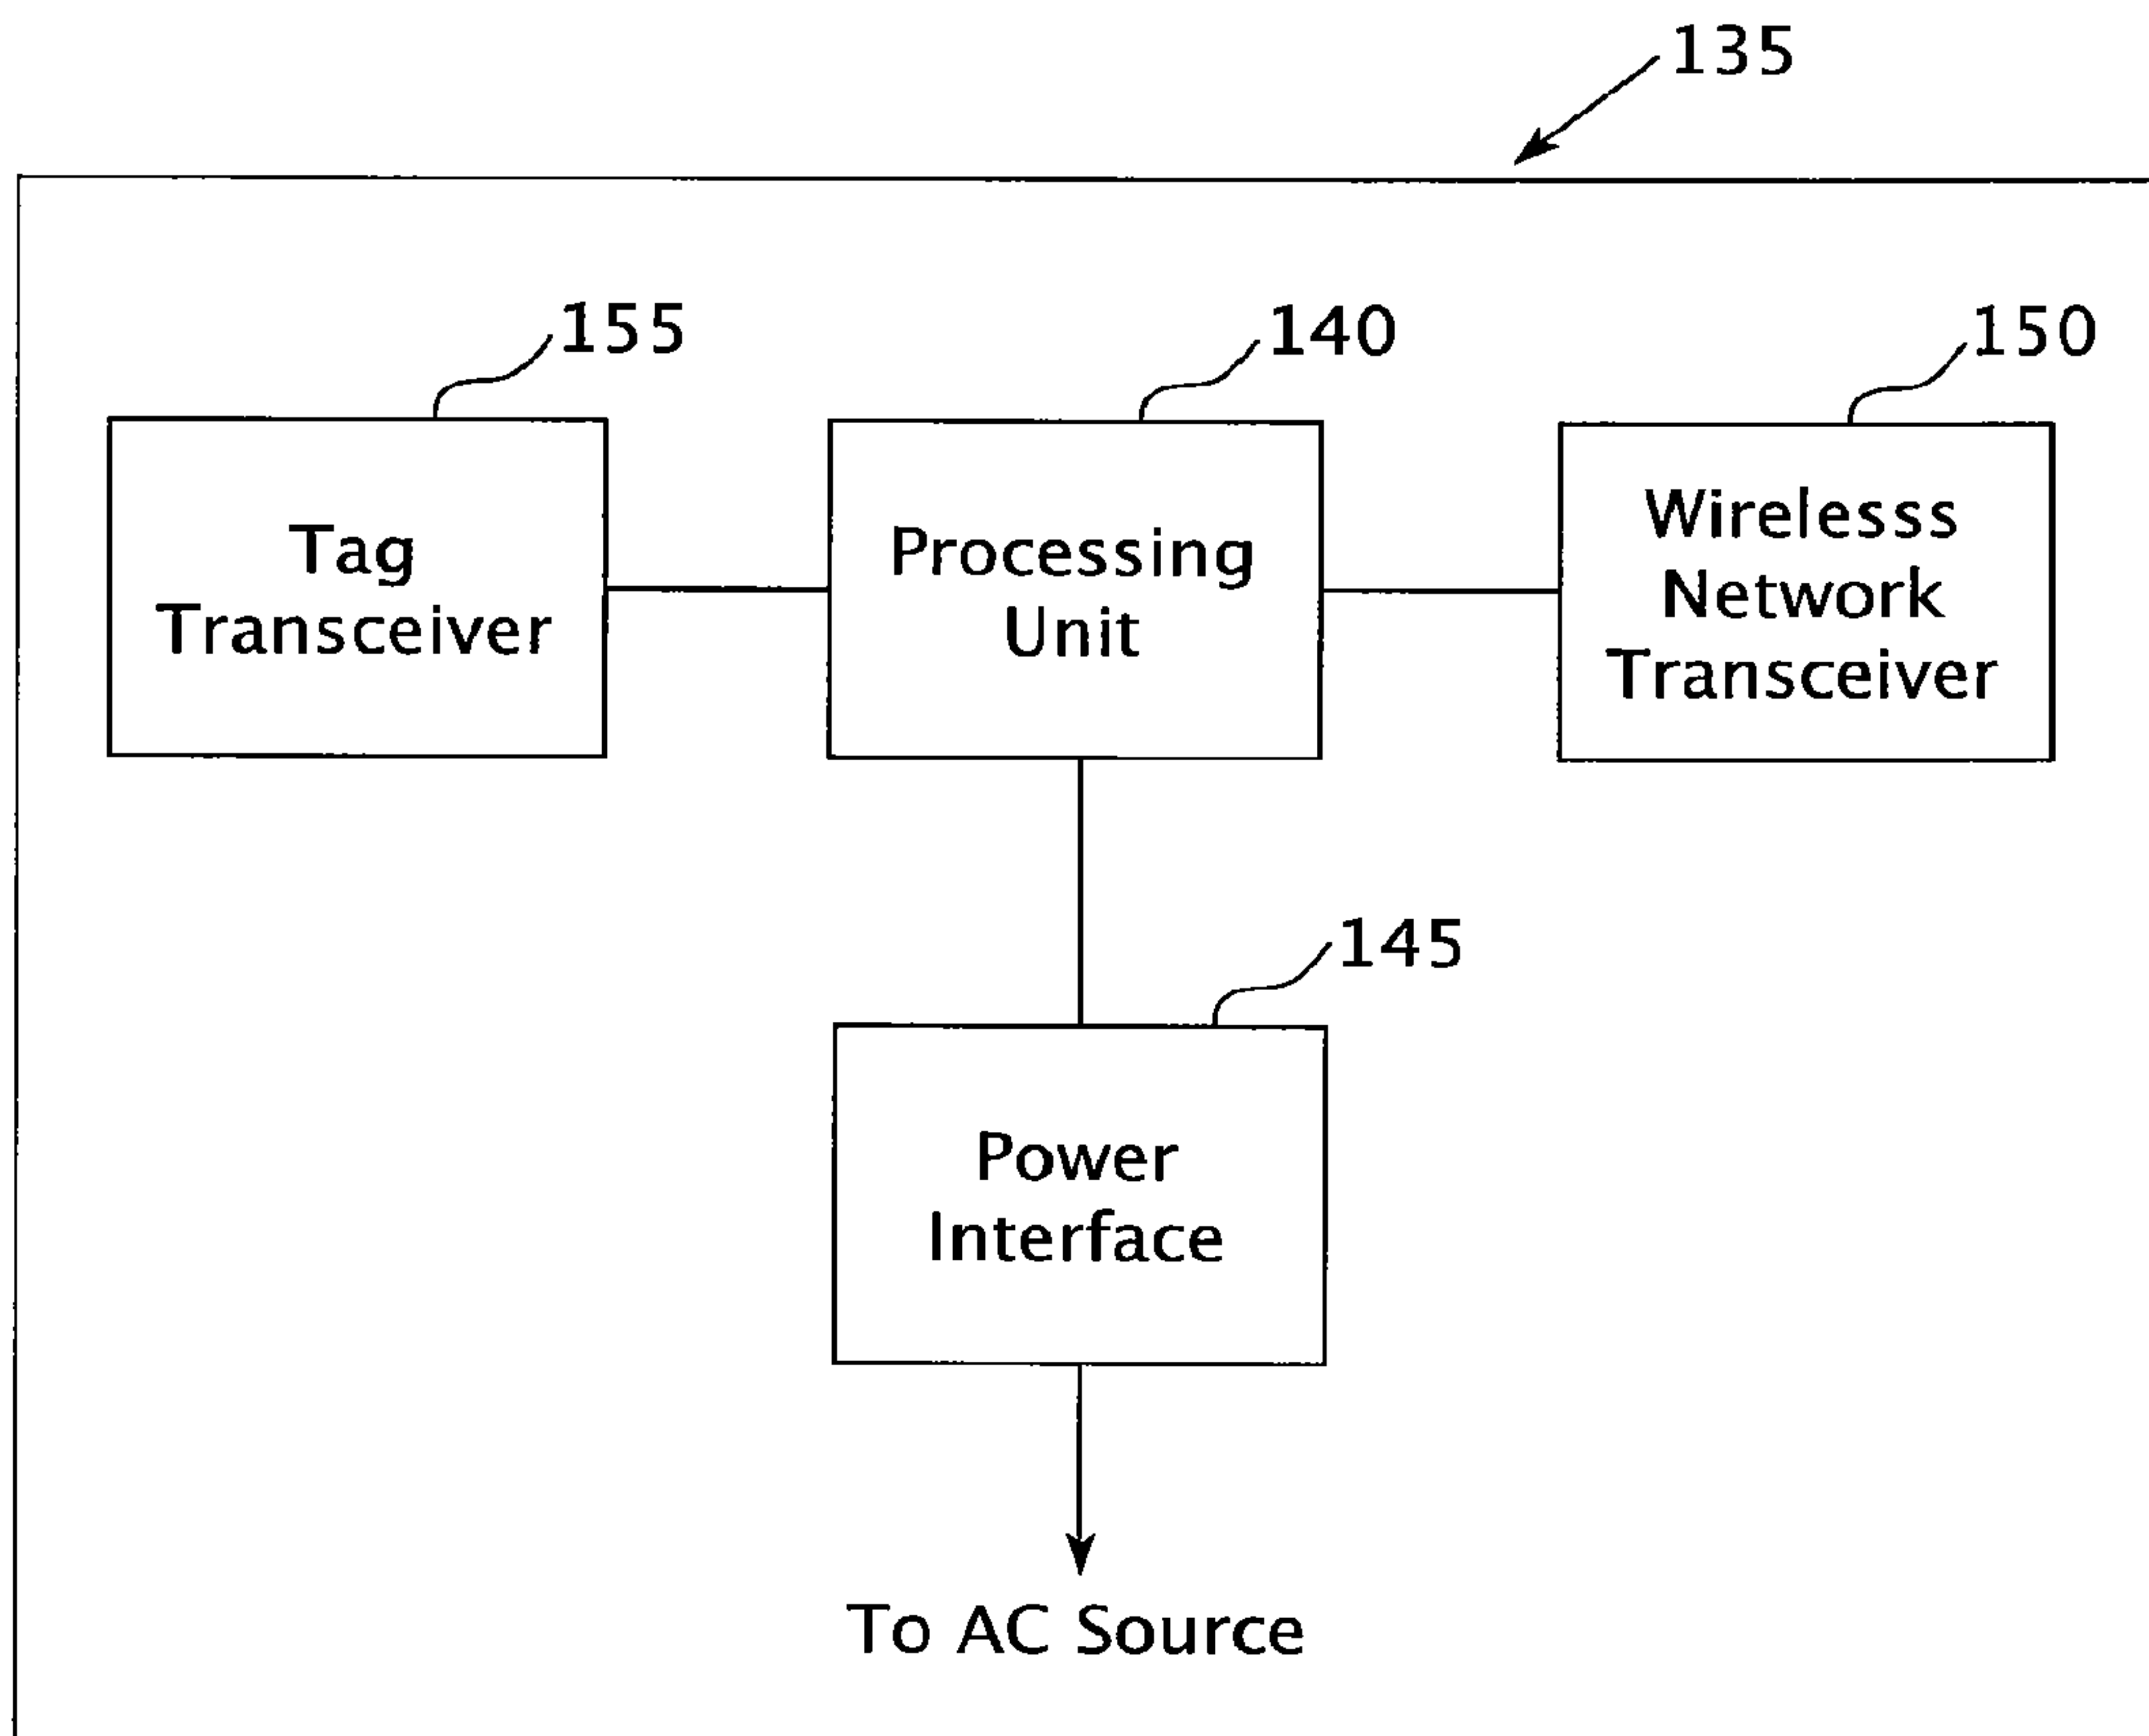 135
155
140
150
Tag
Transceiver
Processing
Unit
Wirelesss
Network
Transceiver
145
Power
Interface
To AC Source